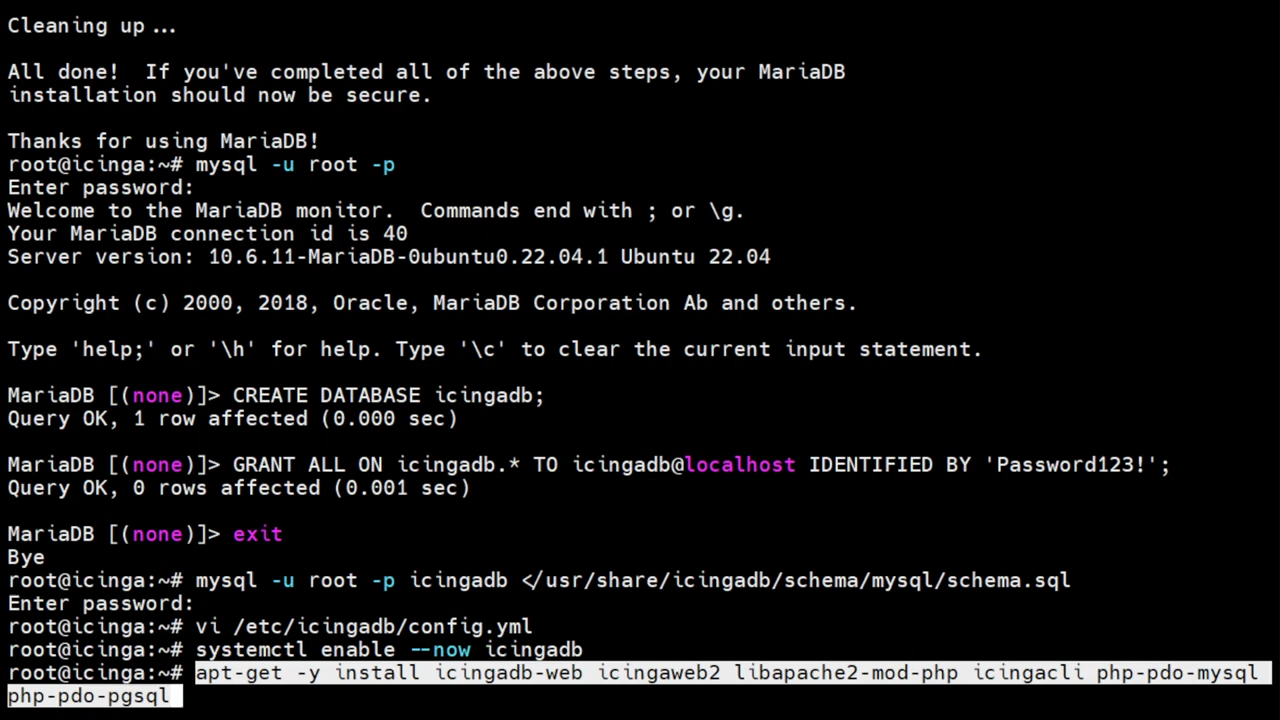 Cleaning up...
All done!  If you've completed all of the above steps, your MariaDB
installation should now be secure.
Thanks for using MariaDB!
root@icinga:~# mysql -u root -p
Enter password:
Welcome to the MariaDB monitor.  Commands end with ; or \g.
Your MariaDB connection id is 40
Server version: 10.6.11-MariaDB-0ubuntu0.22.04.1 Ubuntu 22.04
Copyright (c) 2000, 2018, Oracle, MariaDB Corporation Ab and others.
Type 'help;' or '\h' for help. Type '\c' to clear the current input statement.
MariaDB [(none)]> CREATE DATABASE icingadb;
Query OK, 1 row affected (0.000 sec)
MariaDB [(none)]> GRANT ALL ON icingadb.* TO icingadb@localhost IDENTIFIED BY 'Password123!';
Query OK, 0 rows affected (0.001 sec)
MariaDB [(none)]> exit
Bye
root@icinga:~# mysql -u root -p icingadb </usr/share/icingadb/schema/mysql/schema.sql
Enter password:
root@icinga:~# vi /etc/icingadb/config.yml
root@icinga:~# systemctl enable --now icingadb
root@icinga:~# apt-get -y install icingadb-web icingaweb2 libapache2-mod-php icingacli php-pdo-mysql
php-pdo-pgsql